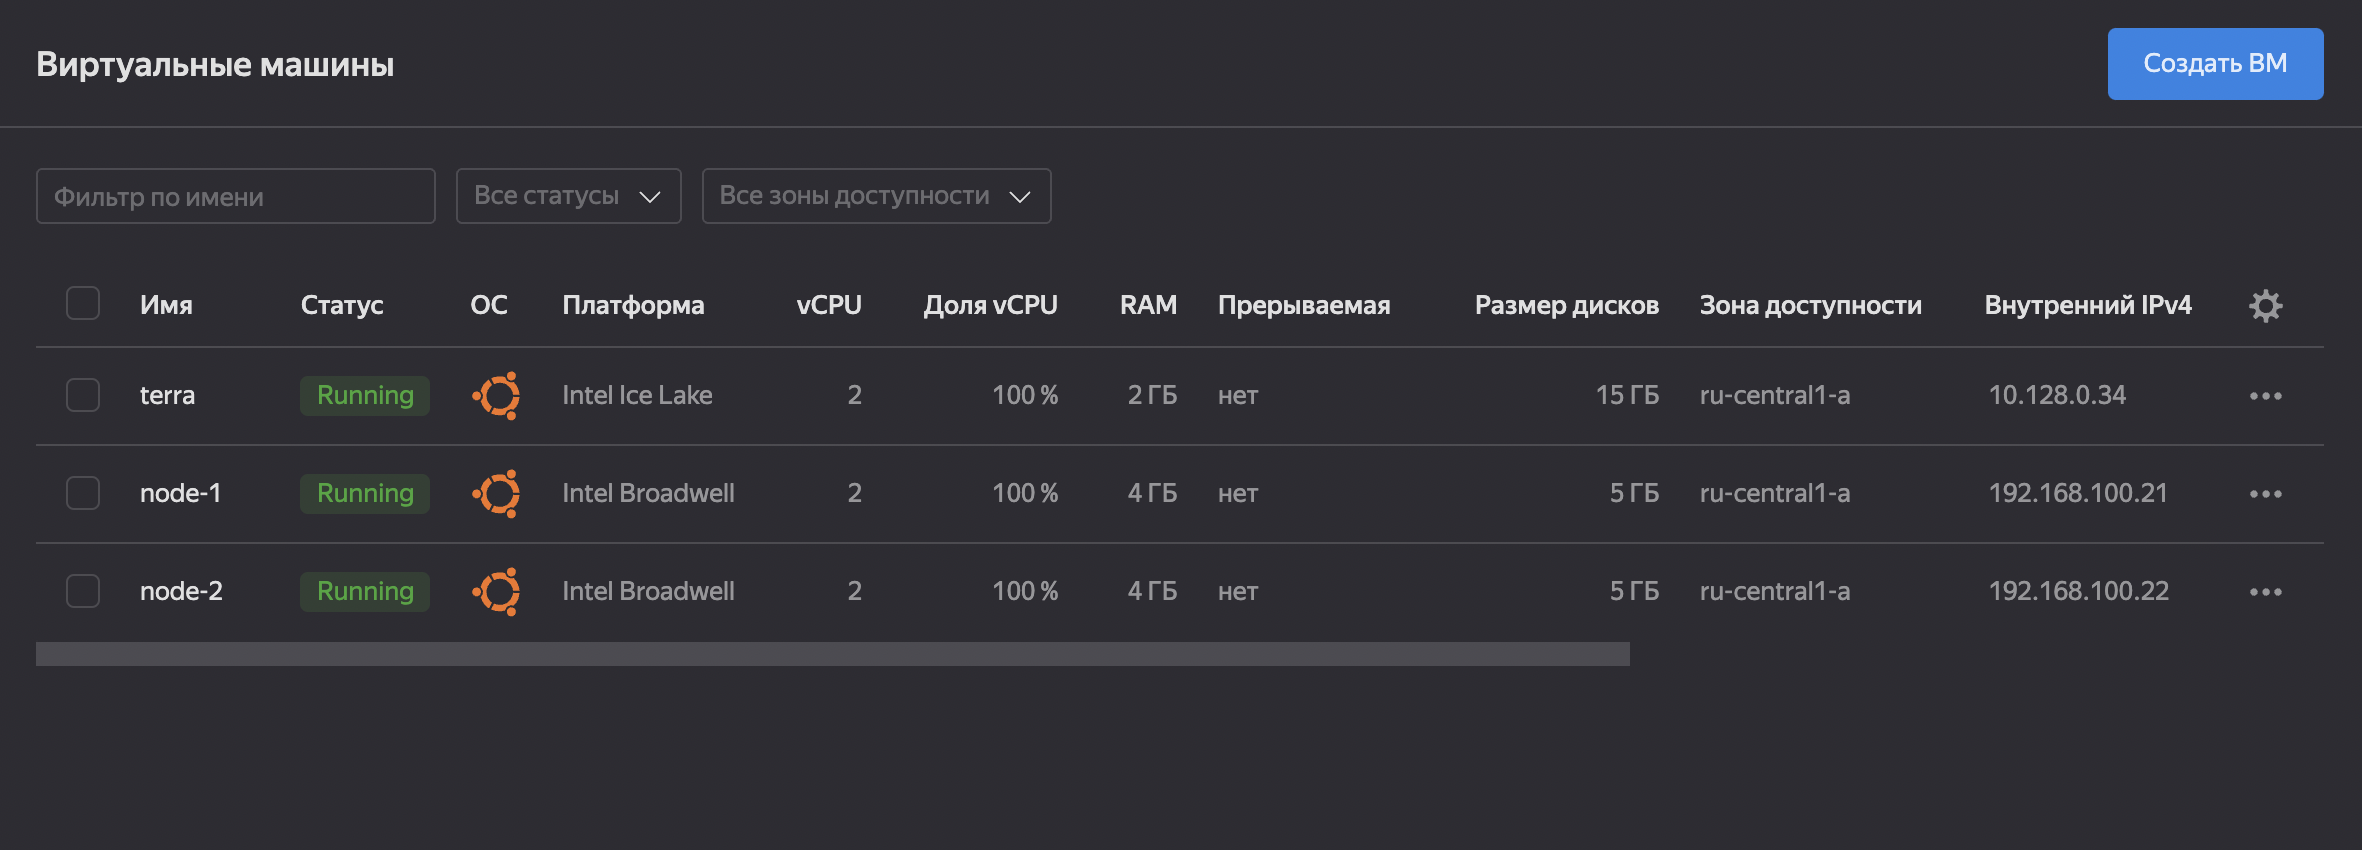 Виртуальные машины
Создать ВМ
Фильтр по имени Все статусы Все зоны доступности
Имя Статус ОС Платформа vCPU Доля vCPU RAM Прерываемая Размер дисков Зона доступности Внутренний IPv4
terra Running Intel Ice Lake 2 100 % 2 ГБ нет 15 ГБ ru-central1-a 10.128.0.34
node-1 Running Intel Broadwell 2 100 % 4 ГБ нет 5 ГБ ru-central1-a 192.168.100.21
node-2 Running Intel Broadwell 2 100 % 4 ГБ нет 5 ГБ ru-central1-a 192.168.100.22